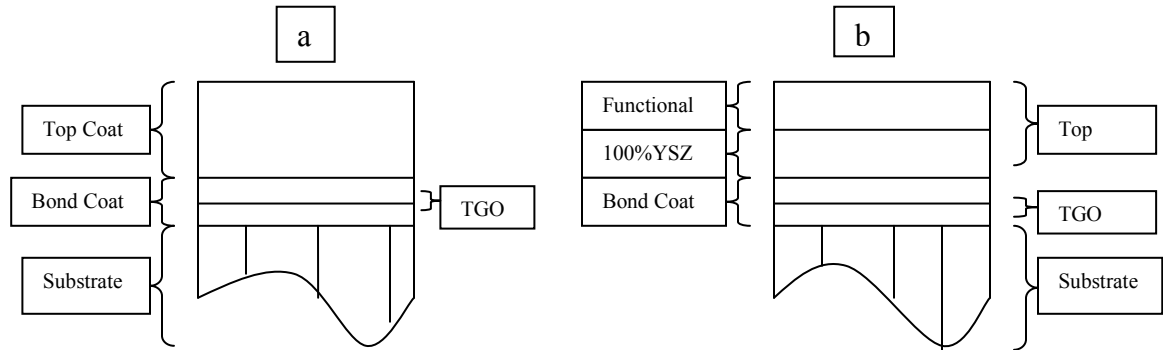 a
Top Coat
Bond Coat
Substrate
TGO
b
Functional
100%YSZ
Bond Coat
Top
TGO
Substrate